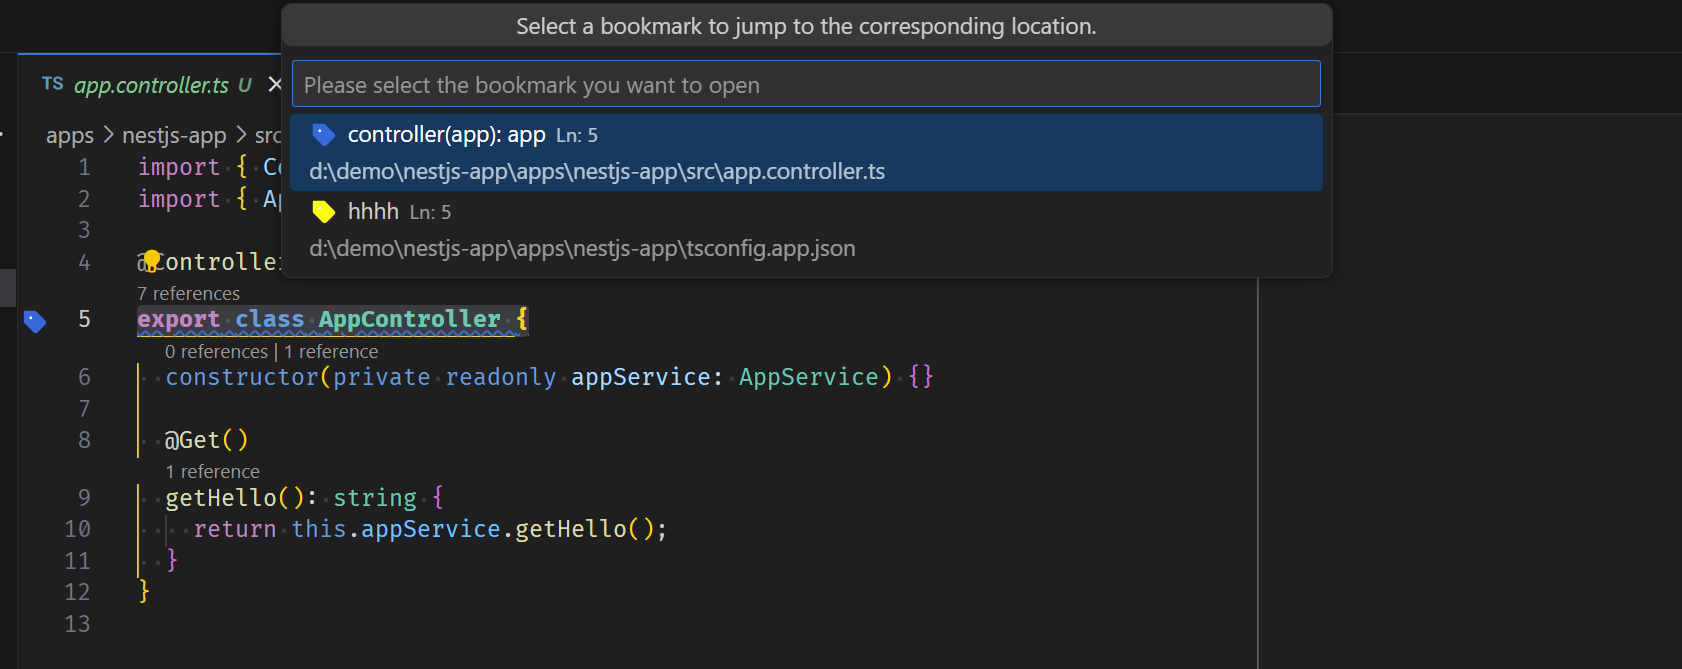 Select a bookmark to jump to the corresponding location.
Please select the bookmark you want to open
controller(app): app Ln: 5
d:\demo\nestjs-app\apps\nestjs-app\src\app.controller.ts
hhhh Ln: 5
d:\demo\nestjs-app\apps\nestjs-app\tsconfig.app.json
TS app.controller.ts U
apps > nestjs-app > src
1 import { Co
2 import { Ap
3
4 @Controller
7 references
5 export class AppController {
0 references | 1 reference
6 constructor(private readonly appService: AppService) {}
7
8 @Get()
1 reference
9 getHello(): string {
10 return this.appService.getHello();
11 }
12 }
13